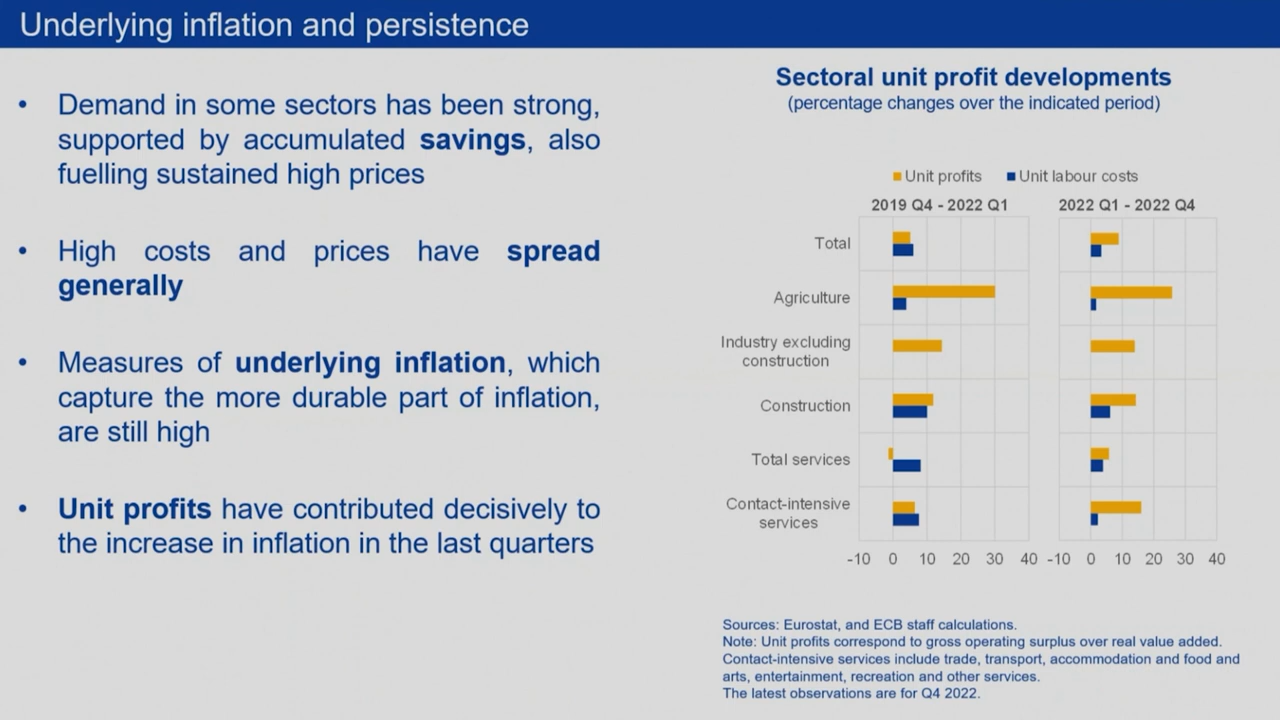 Underlying inflation and persistence
• Demand in some sectors has been strong,
supported by accumulated savings, also
fuelling sustained high prices
• High costs and prices have spread
generally
• Measures of underlying inflation, which
capture the more durable part of inflation,
are still high
• Unit profits have contributed decisively to
the increase in inflation in the last quarters
Sectoral unit profit developments
(percentage changes over the indicated period)
Unit profits Unit labour costs
2019 Q4 - 2022 Q1 2022 Q1 - 2022 Q4
Total
Agriculture
Industry excluding
construction
Construction
Total services
Contact-intensive
services
-10 0 10 20 30 40 -10 0 10 20 30 40
Sources: Eurostat, and ECB staff calculations.
Note: Unit profits correspond to gross operating surplus over real value added.
Contact-intensive services include trade, transport, accommodation and food and
arts, entertainment, recreation and other services.
The latest observations are for Q4 2022.